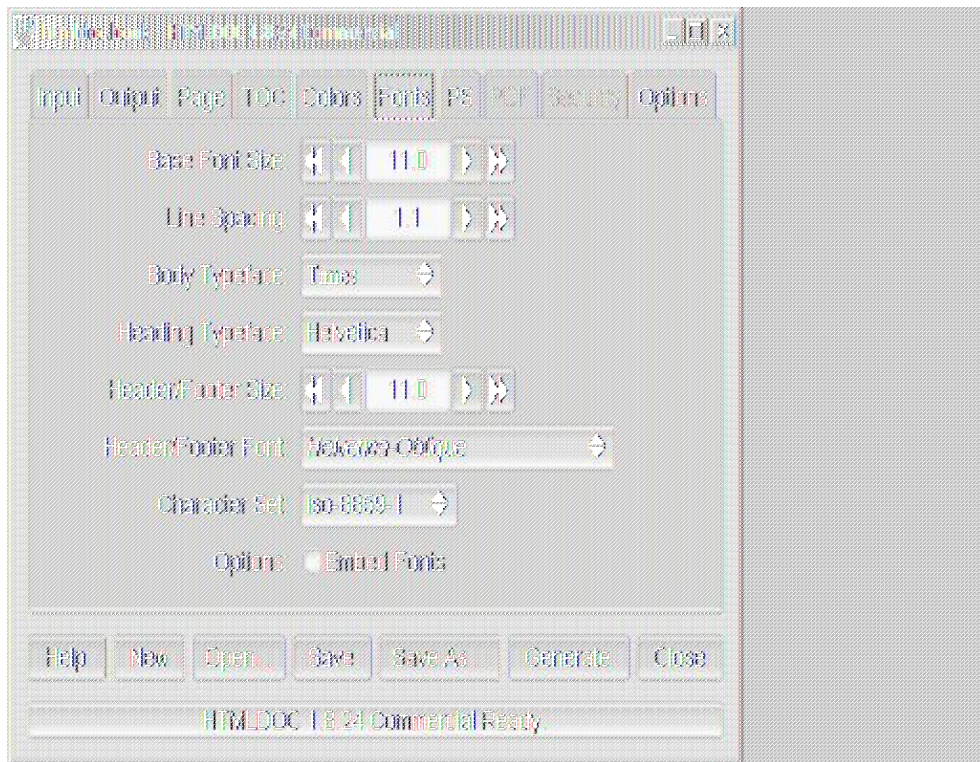 HTMLDOC 1.8.24 Commercial
Input Output Page TOC Colors Fonts PS PDF Security Options
Base Font Size: 11.0
Line Spacing: 1.1
Body Typeface: Times
Heading Typeface: Helvetica
Header/Footer Size: 11.0
Header/Footer Font: Helvetica-Oblique
Character Set: iso-8859-1
Options: Embed Fonts
Help New Open... Save Save As... Generate Close
HTMLDOC 1.8.24 Commercial Ready.